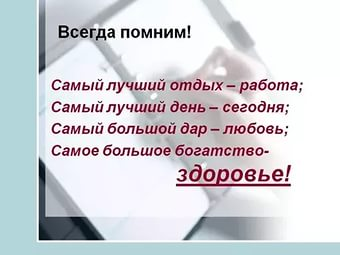 Всегда помним!
Самый лучший отдых – работа;
Самый лучший день – сегодня;
Самый большой дар – любовь;
Самое большое богатство-
здоровье!